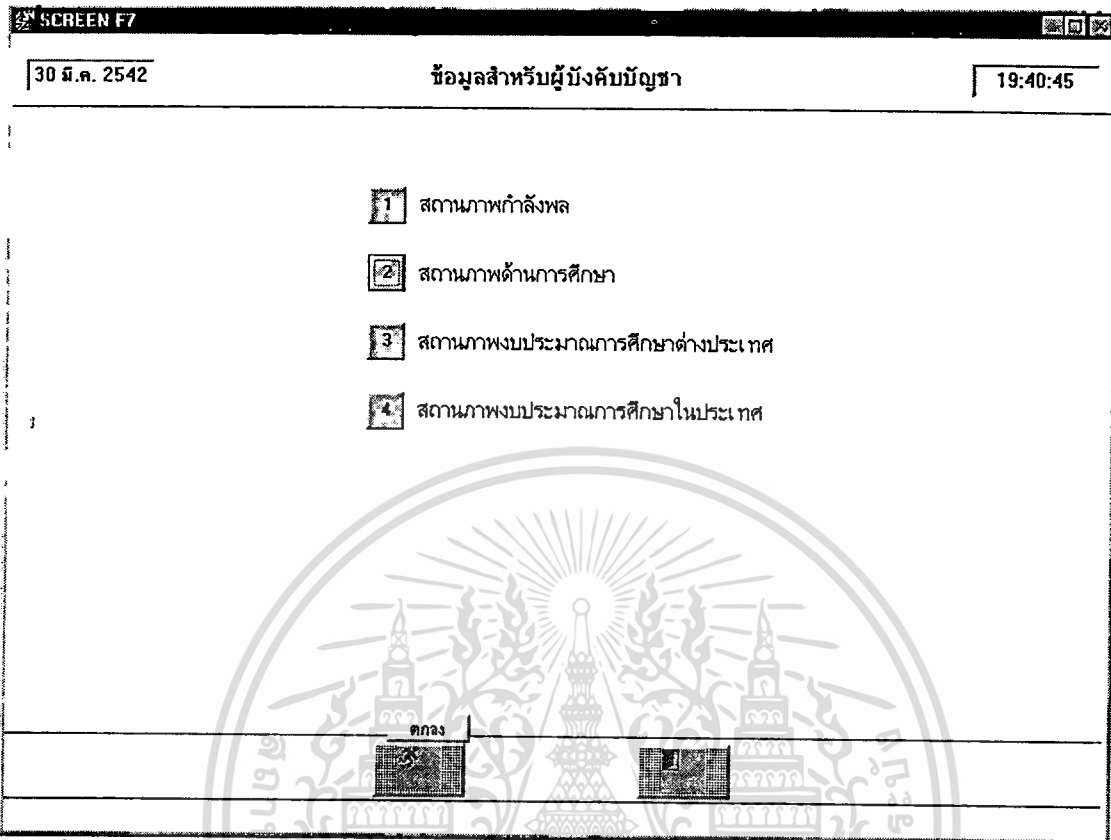 SCREEN F7
30 มี.ค. 2542 ข้อมูลสำหรับผู้บังคับบัญชา 19:40:45
1 สถานภาพกำลังพล
2 สถานภาพด้านการศึกษา
3 สถานภาพงบประมาณการศึกษาต่างประเทศ
4 สถานภาพงบประมาณการศึกษาในประเทศ
ตกลง